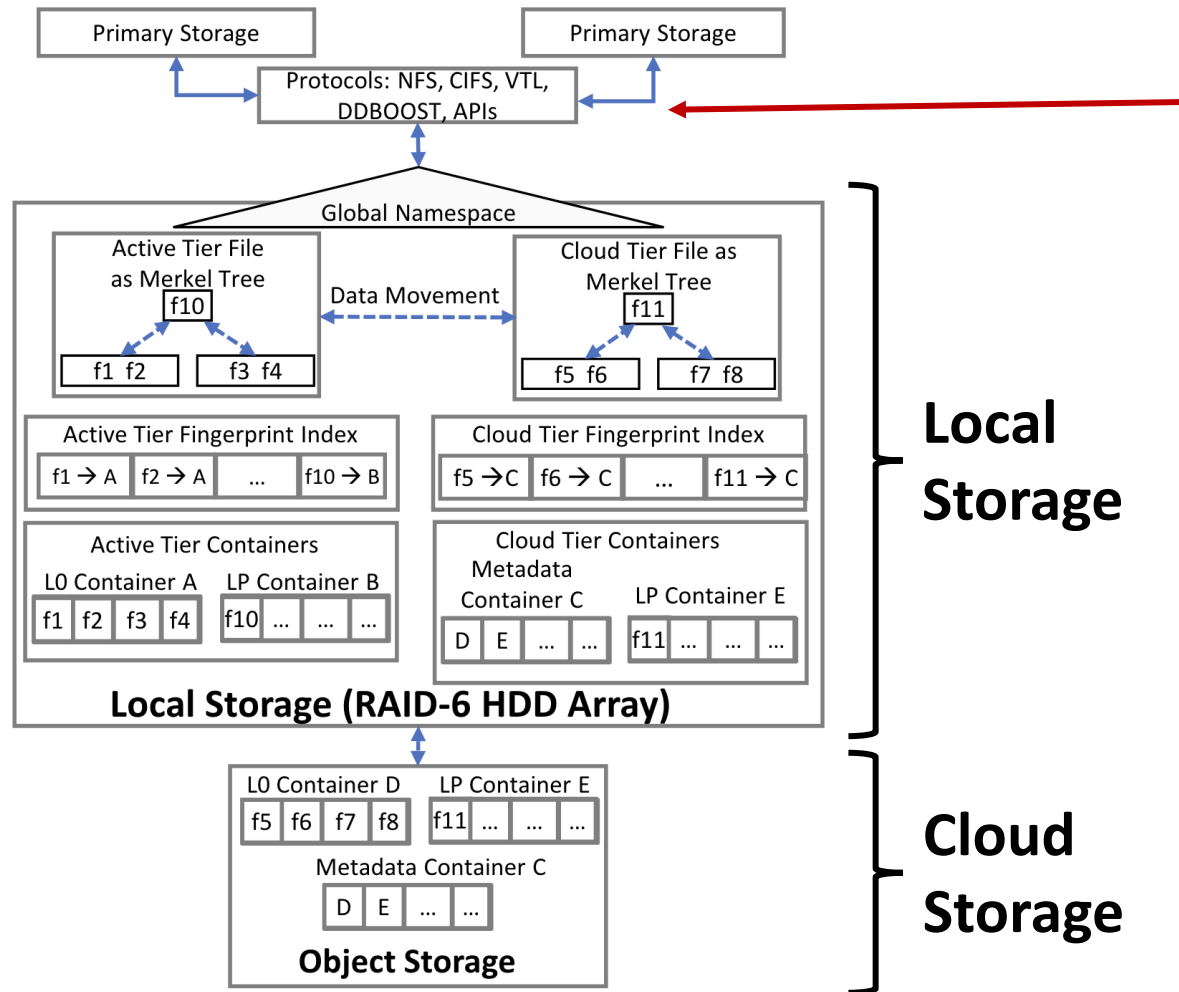 Primary Storage
Primary Storage
Protocols: NFS, CIFS, VTL,
DDBOOST, APIs
Global Namespace
Active Tier File
as Merkel Tree
f10
f1 f2
f3 f4
Data Movement
Cloud Tier File as
Merkel Tree
f11
f5 f6
f7 f8
Active Tier Fingerprint Index
f1 → A
f2 → A
...
f10 → B
Cloud Tier Fingerprint Index
f5 →C
f6 → C
...
f11 → C
Active Tier Containers
L0 Container A
f1 f2 f3 f4
LP Container B
f10 ... ... ...
Cloud Tier Containers
Metadata
Container C
D E ... ...
LP Container E
f11 ... ... ...
Local Storage (RAID-6 HDD Array)
Local
Storage
L0 Container D
f5 f6 f7 f8
LP Container E
f11 ... ... ...
Metadata Container C
D E ... ...
Object Storage
Cloud
Storage